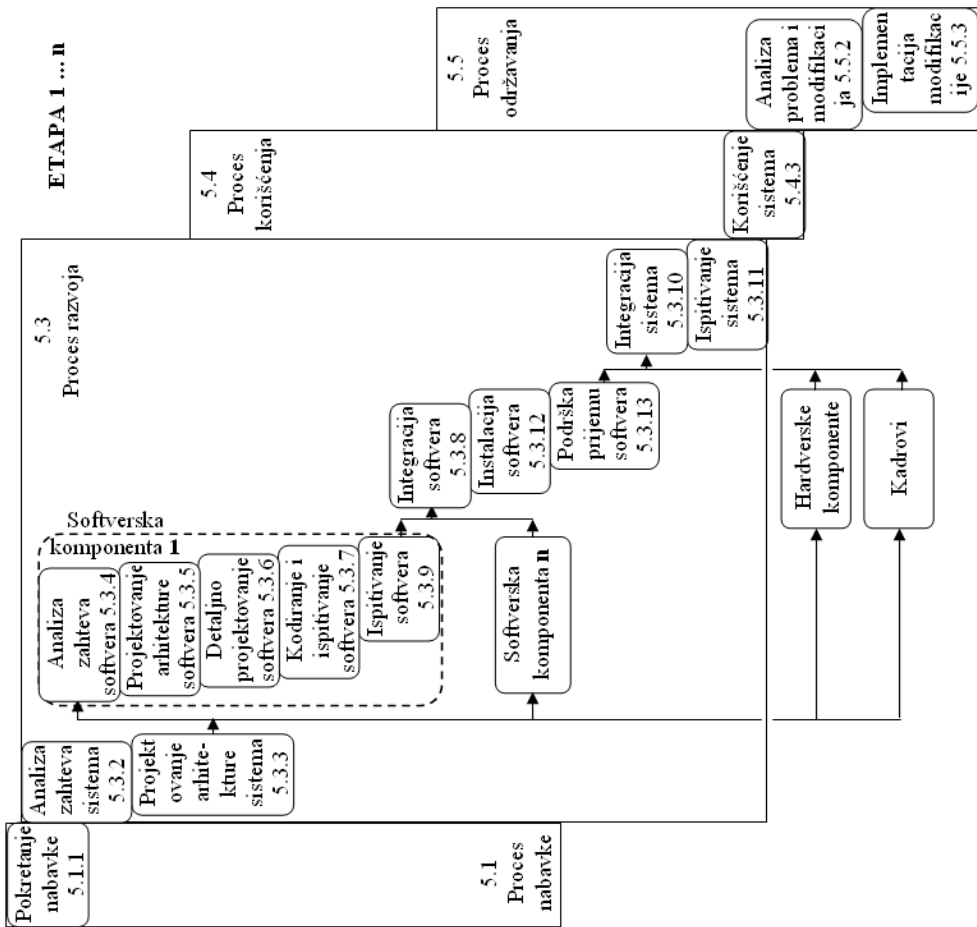 ETAPA 1 ... n
5.1
Proces
nabavke
Pokretanje
nabavke
5.1.1
5.3
Proces razvoja
Analiza
zahteva
sistema
5.3.2
Projekt
ovanje
arhite-
kture
sistema
5.3.3
Softverska
komponenta 1
Analiza
zahteva
softvera 5.3.4
Projektovanje
arhitekture
softvera 5.3.5
Detaljno
projektovanje
softvera 5.3.6
Kodiranje i
ispitivanje
softvera 5.3.7
Ispitivanje
softvera
5.3.9
Softverska
komponenta n
Integracija
softvera
5.3.8
Instalacija
softvera
5.3.12
Podrška
prijemu
softvera
5.3.13
Hardverske
komponente
Kadrovi
Integracija
sistema
5.3.10
Ispitivanje
sistema
5.3.11
5.4
Proces
korišćenja
Korišćenje
sistema
5.4.3
5.5
Proces
održavanja
Analiza
problema i
modifikaci
ja 5.5.2
Implemen
tacija
modifikac
ije 5.5.3